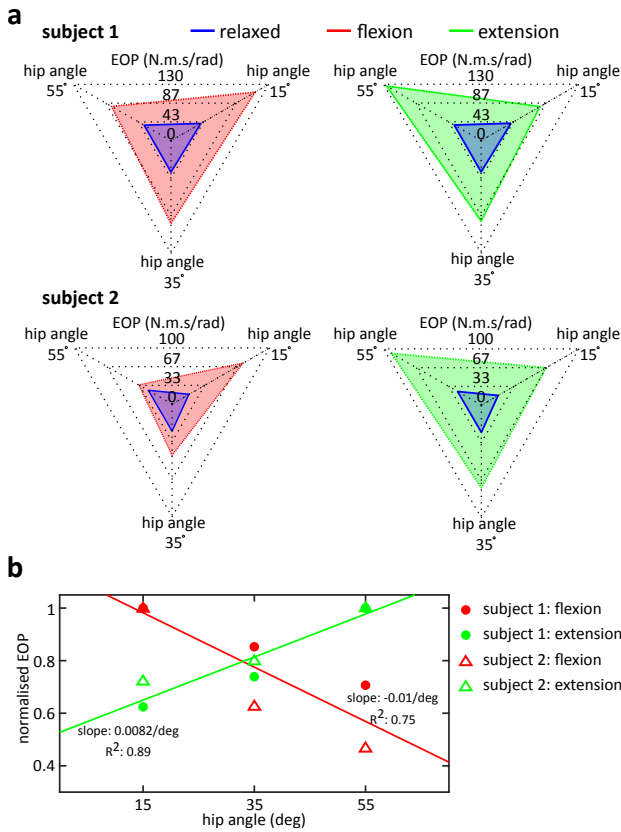 a
subject 1
relaxed
flexion
extension
EOP (N.m.s/rad)
130
87
43
0
hip angle
55°
hip angle
15°
hip angle
35°
EOP (N.m.s/rad)
130
87
43
0
hip angle
55°
hip angle
15°
hip angle
35°
subject 2
EOP (N.m.s/rad)
100
67
33
0
hip angle
55°
hip angle
15°
hip angle
35°
EOP (N.m.s/rad)
100
67
33
0
hip angle
55°
hip angle
15°
hip angle
35°
b
normalised EOP
1
0.8
0.6
0.4
slope: 0.0082/deg
R²: 0.89
slope: -0.01/deg
R²: 0.75
15
35
55
hip angle (deg)
subject 1: flexion
subject 1: extension
subject 2: flexion
subject 2: extension